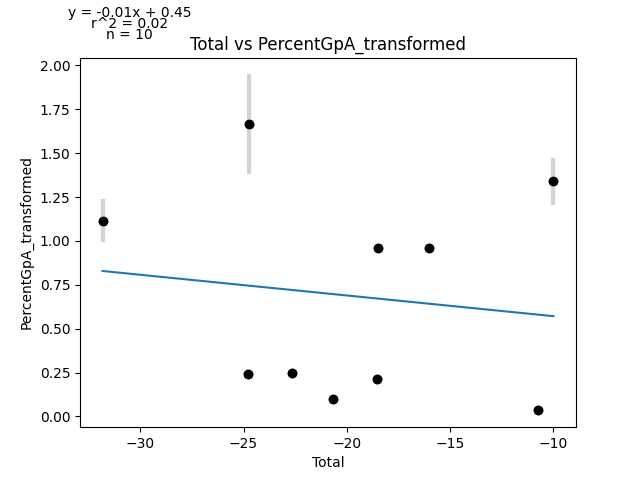 y = -0.01x + 0.45
r^2 = 0.02
n = 10
Total vs PercentGpA_transformed
PercentGpA_transformed
2.00
1.75
1.50
1.25
1.00
0.75
0.50
0.25
0.00
−30
−25
−20
−15
−10
Total